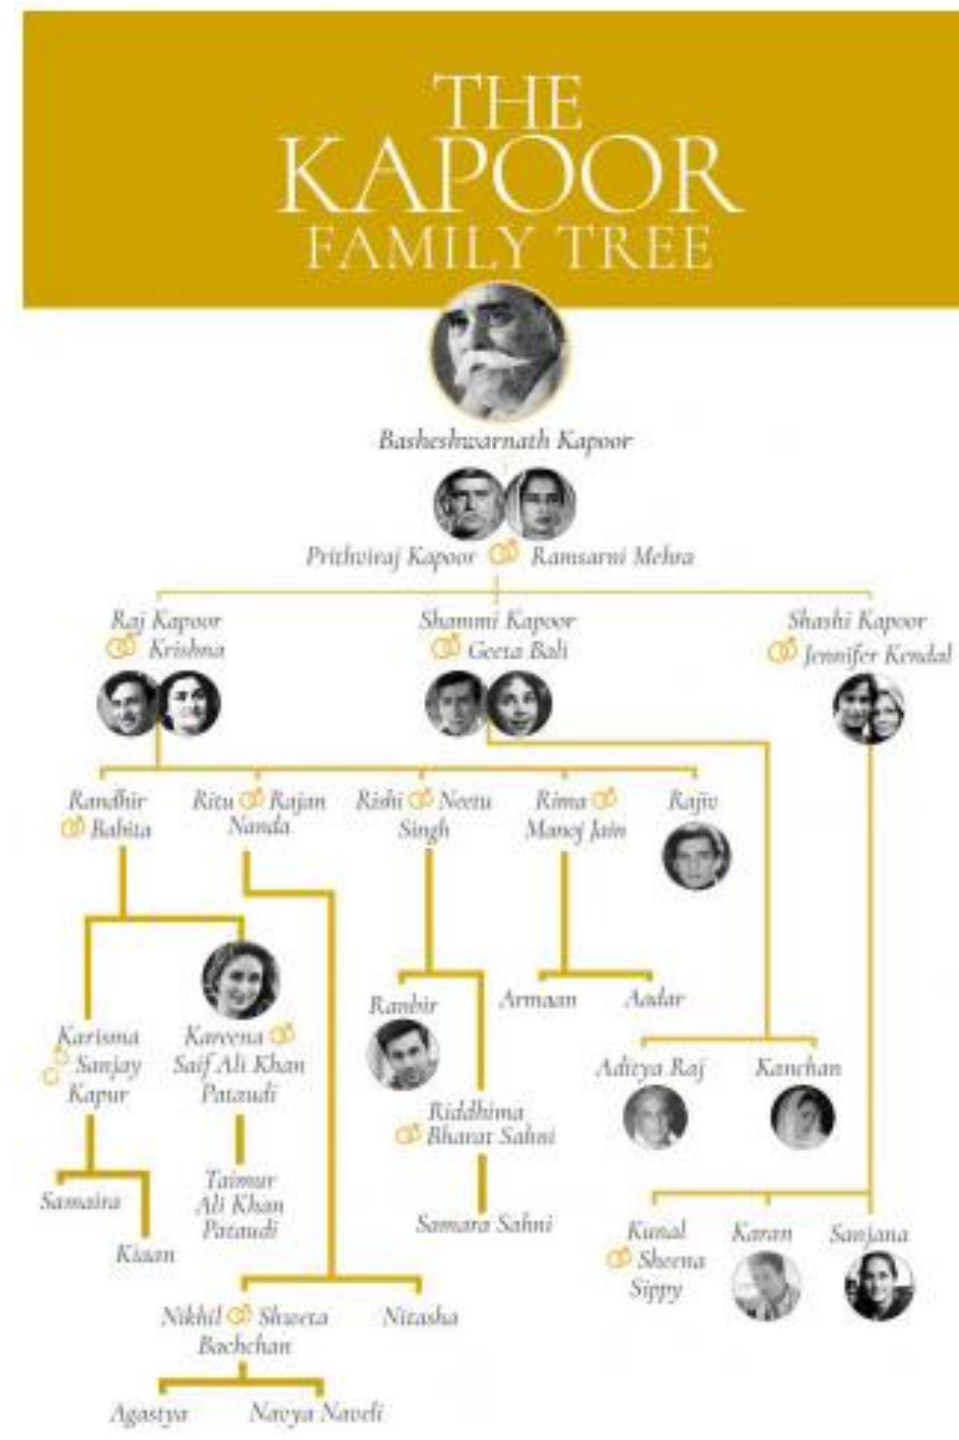 THE
KAPOOR
FAMILY TREE
Basheshwarnath Kapoor
Prithviraj Kapoor Ramsarni Mehra
Raj Kapoor
Krishna
Shammi Kapoor
Geeta Bali
Shashi Kapoor
Jennifer Kendal
Randhir
Babita
Ritu Rajan
Nanda
Rishi Neetu
Singh
Rima
Manoj Jain
Rajiv
Karisma
Sanjay
Kapur
Kareena
Saif Ali Khan
Pataudi
Ranbir
Armaan
Aadar
Riddhima
Bharat Sahni
Aditya Raj
Kanchan
Samaira
Kiaan
Taimur
Ali Khan
Pataudi
Samara Sahni
Kunal
Sheena
Sippy
Karan
Sanjana
Nikhil Shweta
Bachchan
Nitasha
Agastya
Navya Naveli